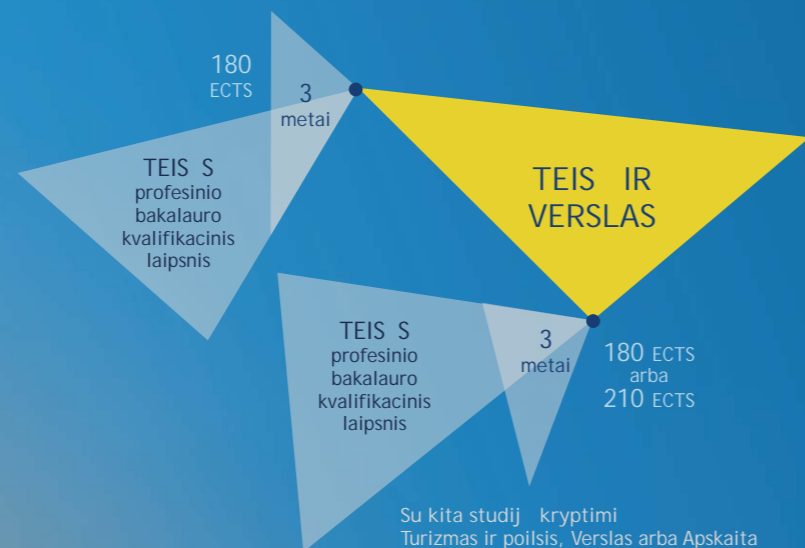 180
ECTS
3
metai
TEIS S
profesinio
bakalauro
kvalifikacinis
laipsnis
TEIS IR
VERSLAS
TEIS S
profesinio
bakalauro
kvalifikacinis
laipsnis
3
metai
180 ECTS
arba
210 ECTS
Su kita studij kryptimi
Turizmas ir poilsis, Verslas arba Apskaita